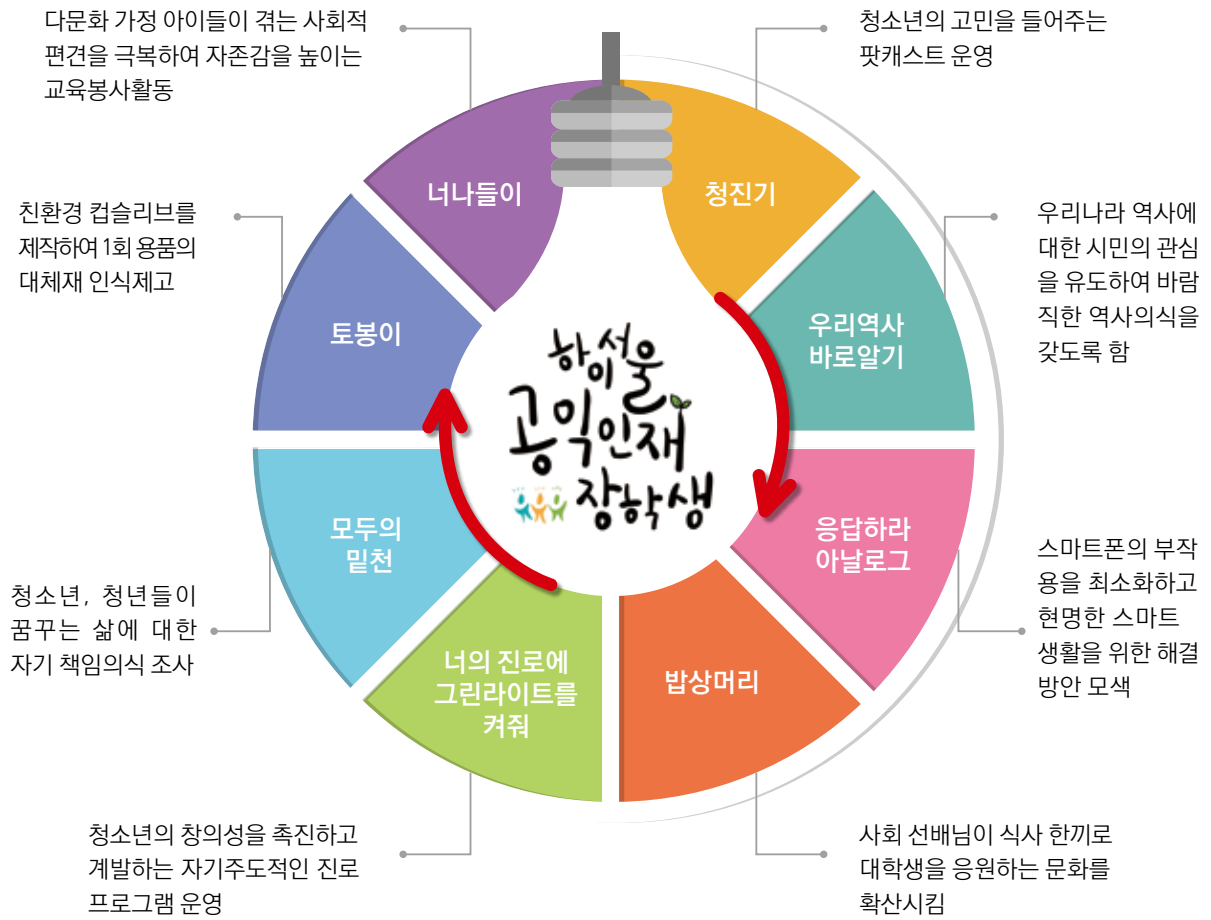 다문화 가정 아이들이 겪는 사회적
편견을 극복하여 자존감을 높이는
교육봉사활동
청소년의 고민을 들어주는
팟캐스트 운영
너나들이
청진기
친환경 컵슬리브를
제작하여 1회 용품의
대체재 인식제고
우리나라 역사에
대한 시민의 관심
을 유도하여 바람
직한 역사의식을
갖도록 함
토봉이
우리역사
바로알기
하이서울
공익인재
장학생
모두의
밑천
응답하라
아날로그
청소년, 청년들이
꿈꾸는 삶에 대한
자기 책임의식 조사
스마트폰의 부작
용을 최소화하고
현명한 스마트
생활을 위한 해결
방안 모색
너의 진로에
그린라이트를
켜줘
밥상머리
청소년의 창의성을 촉진하고
계발하는 자기주도적인 진로
프로그램 운영
사회 선배님이 식사 한끼로
대학생을 응원하는 문화를
확산시킴